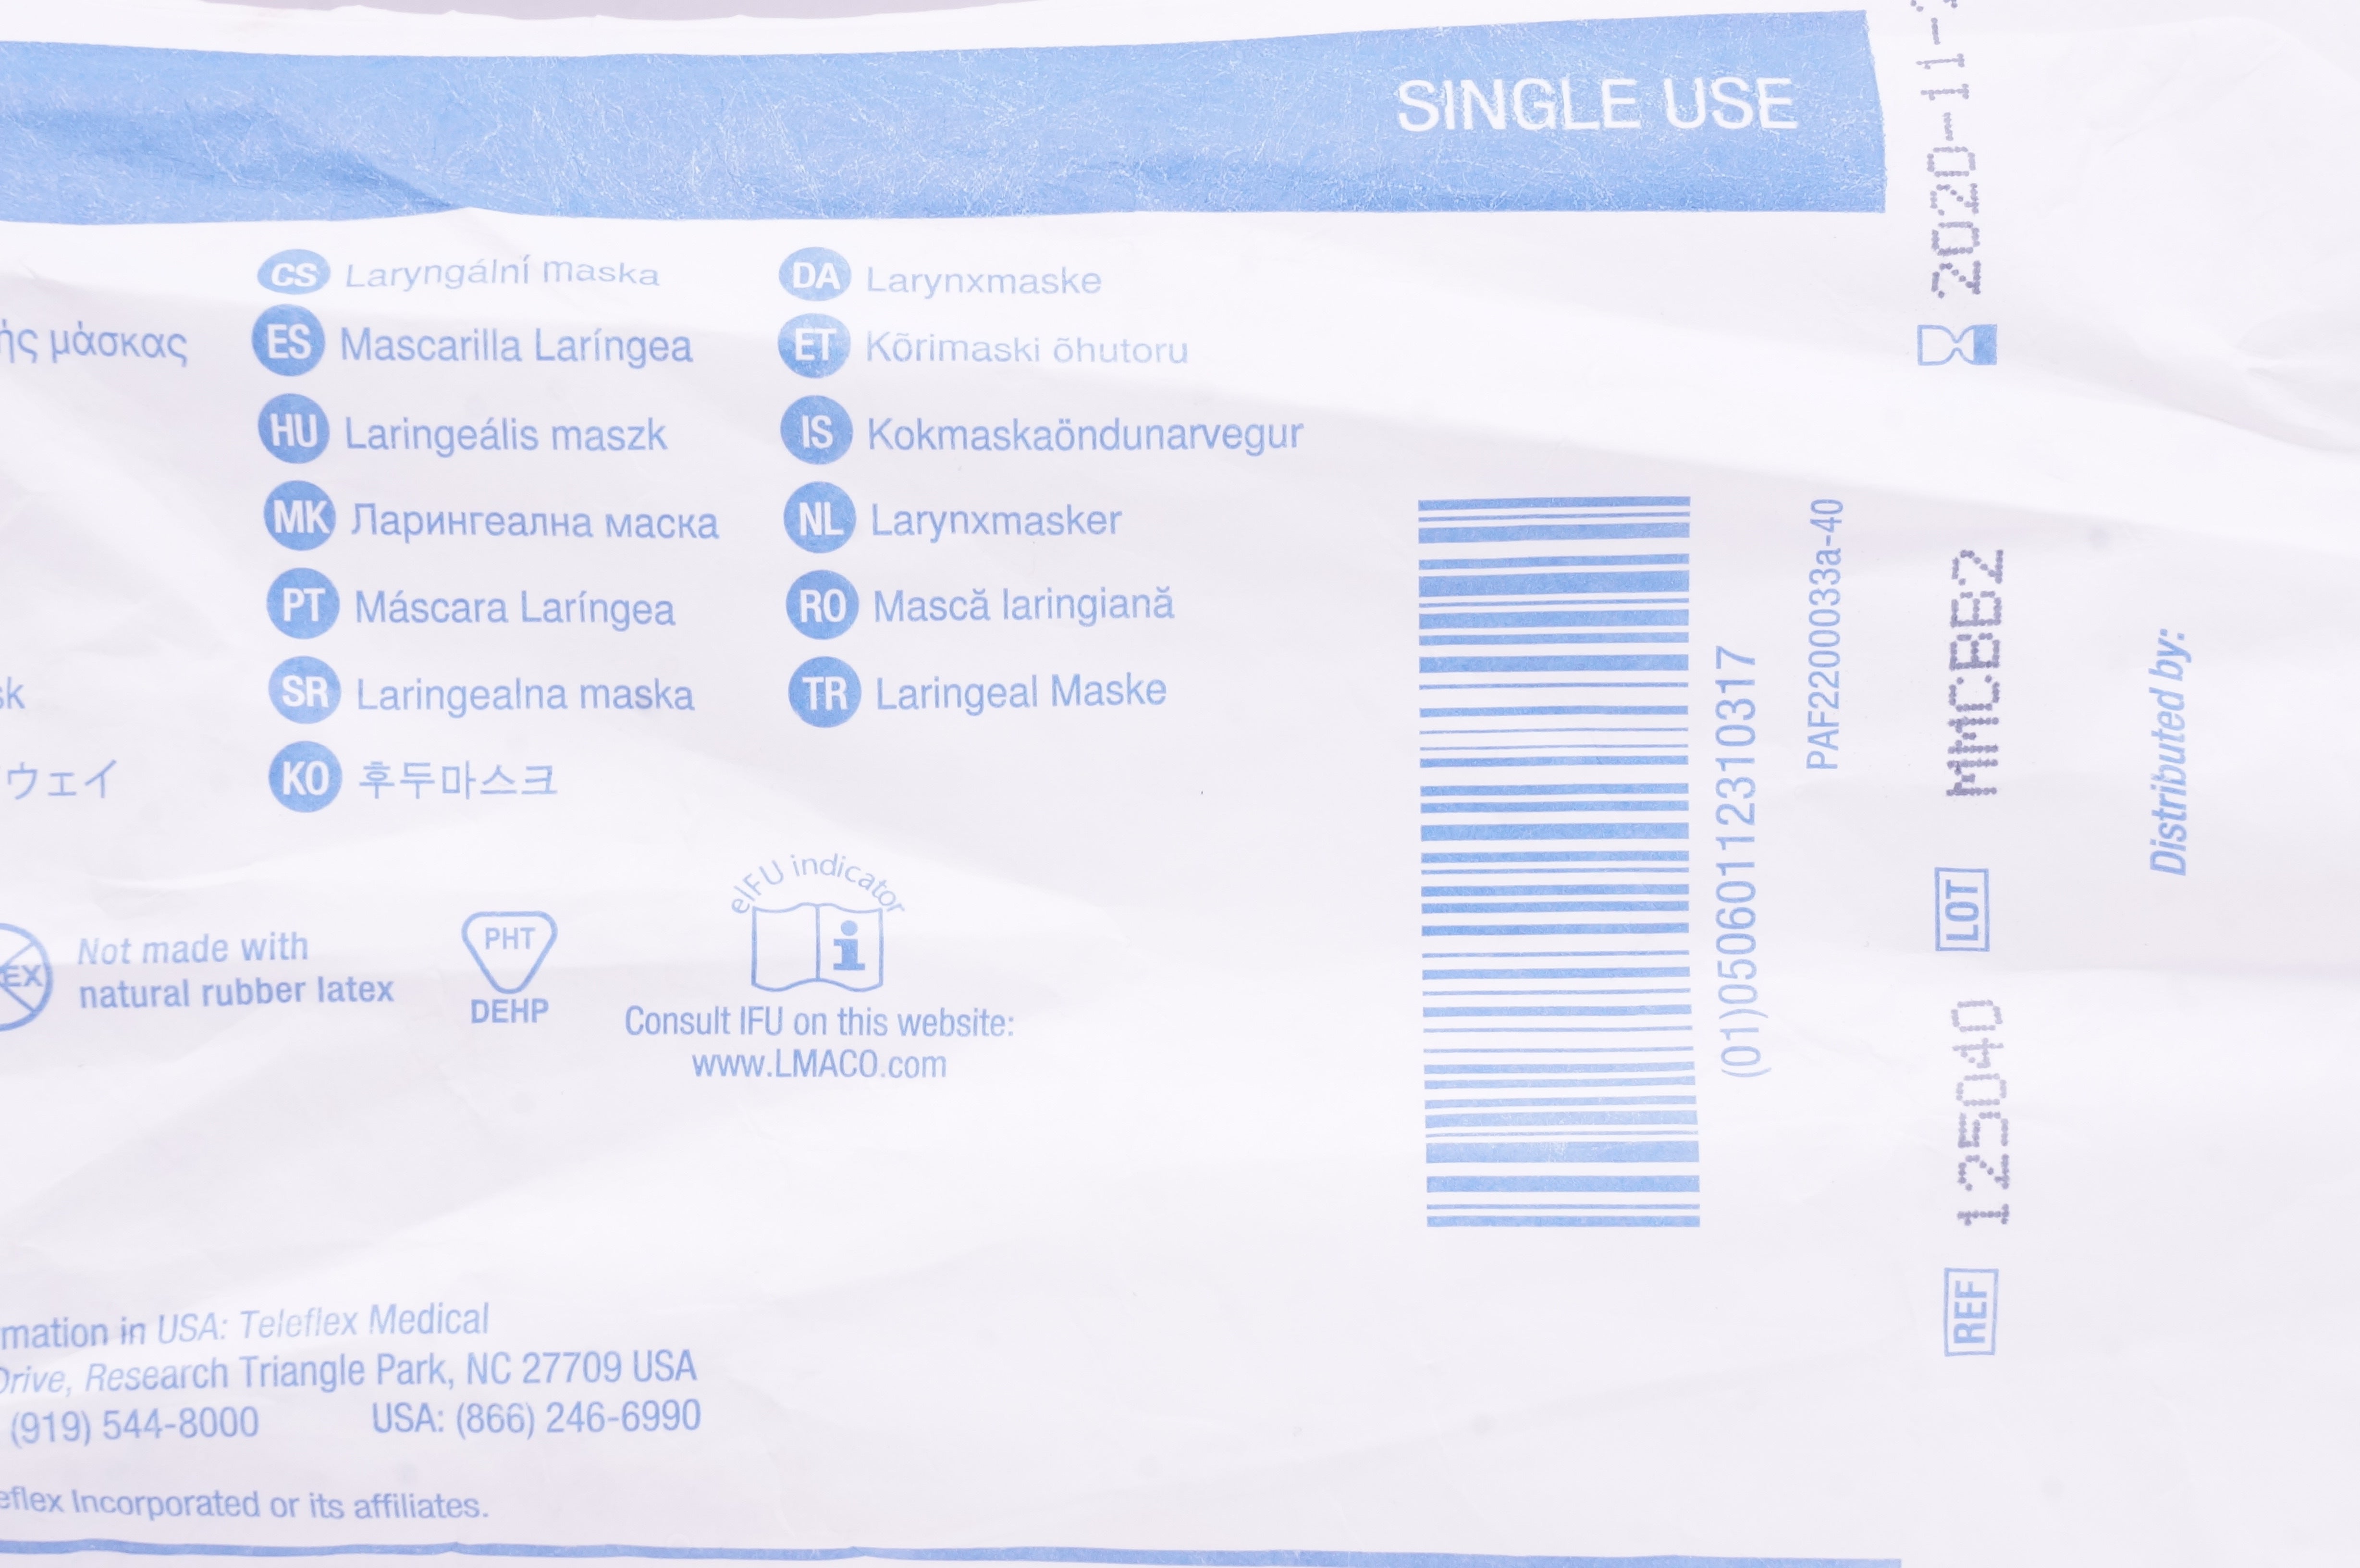 SINGLE USE
CS Laryngální maska
DA Larynxmaske
ής μάσκας
ES Mascarilla Laríngea
ET Kõrimaski õhutoru
HU Laringeális maszk
IS Kokmaskaöndunarvegur
MK Ларингеална маска
NL Larynxmasker
PT Máscara Laríngea
RO Mască laringiană
sk
SR Laringealna maska
TR Laringeal Maske
ウェイ
KO 후두마스크
EX
Not made with
natural rubber latex
PHT
DEHP
eIFU indicator
i
Consult IFU on this website:
www.LMACO.com
mation in USA: Teleflex Medical
Drive, Research Triangle Park, NC 27709 USA
(919) 544-8000 USA: (866) 246-6990
eflex Incorporated or its affiliates.
(01)05060112310317
PAF2200033a-40
REF 125040 LOT MMCBB2 2020-11-
Distributed by: